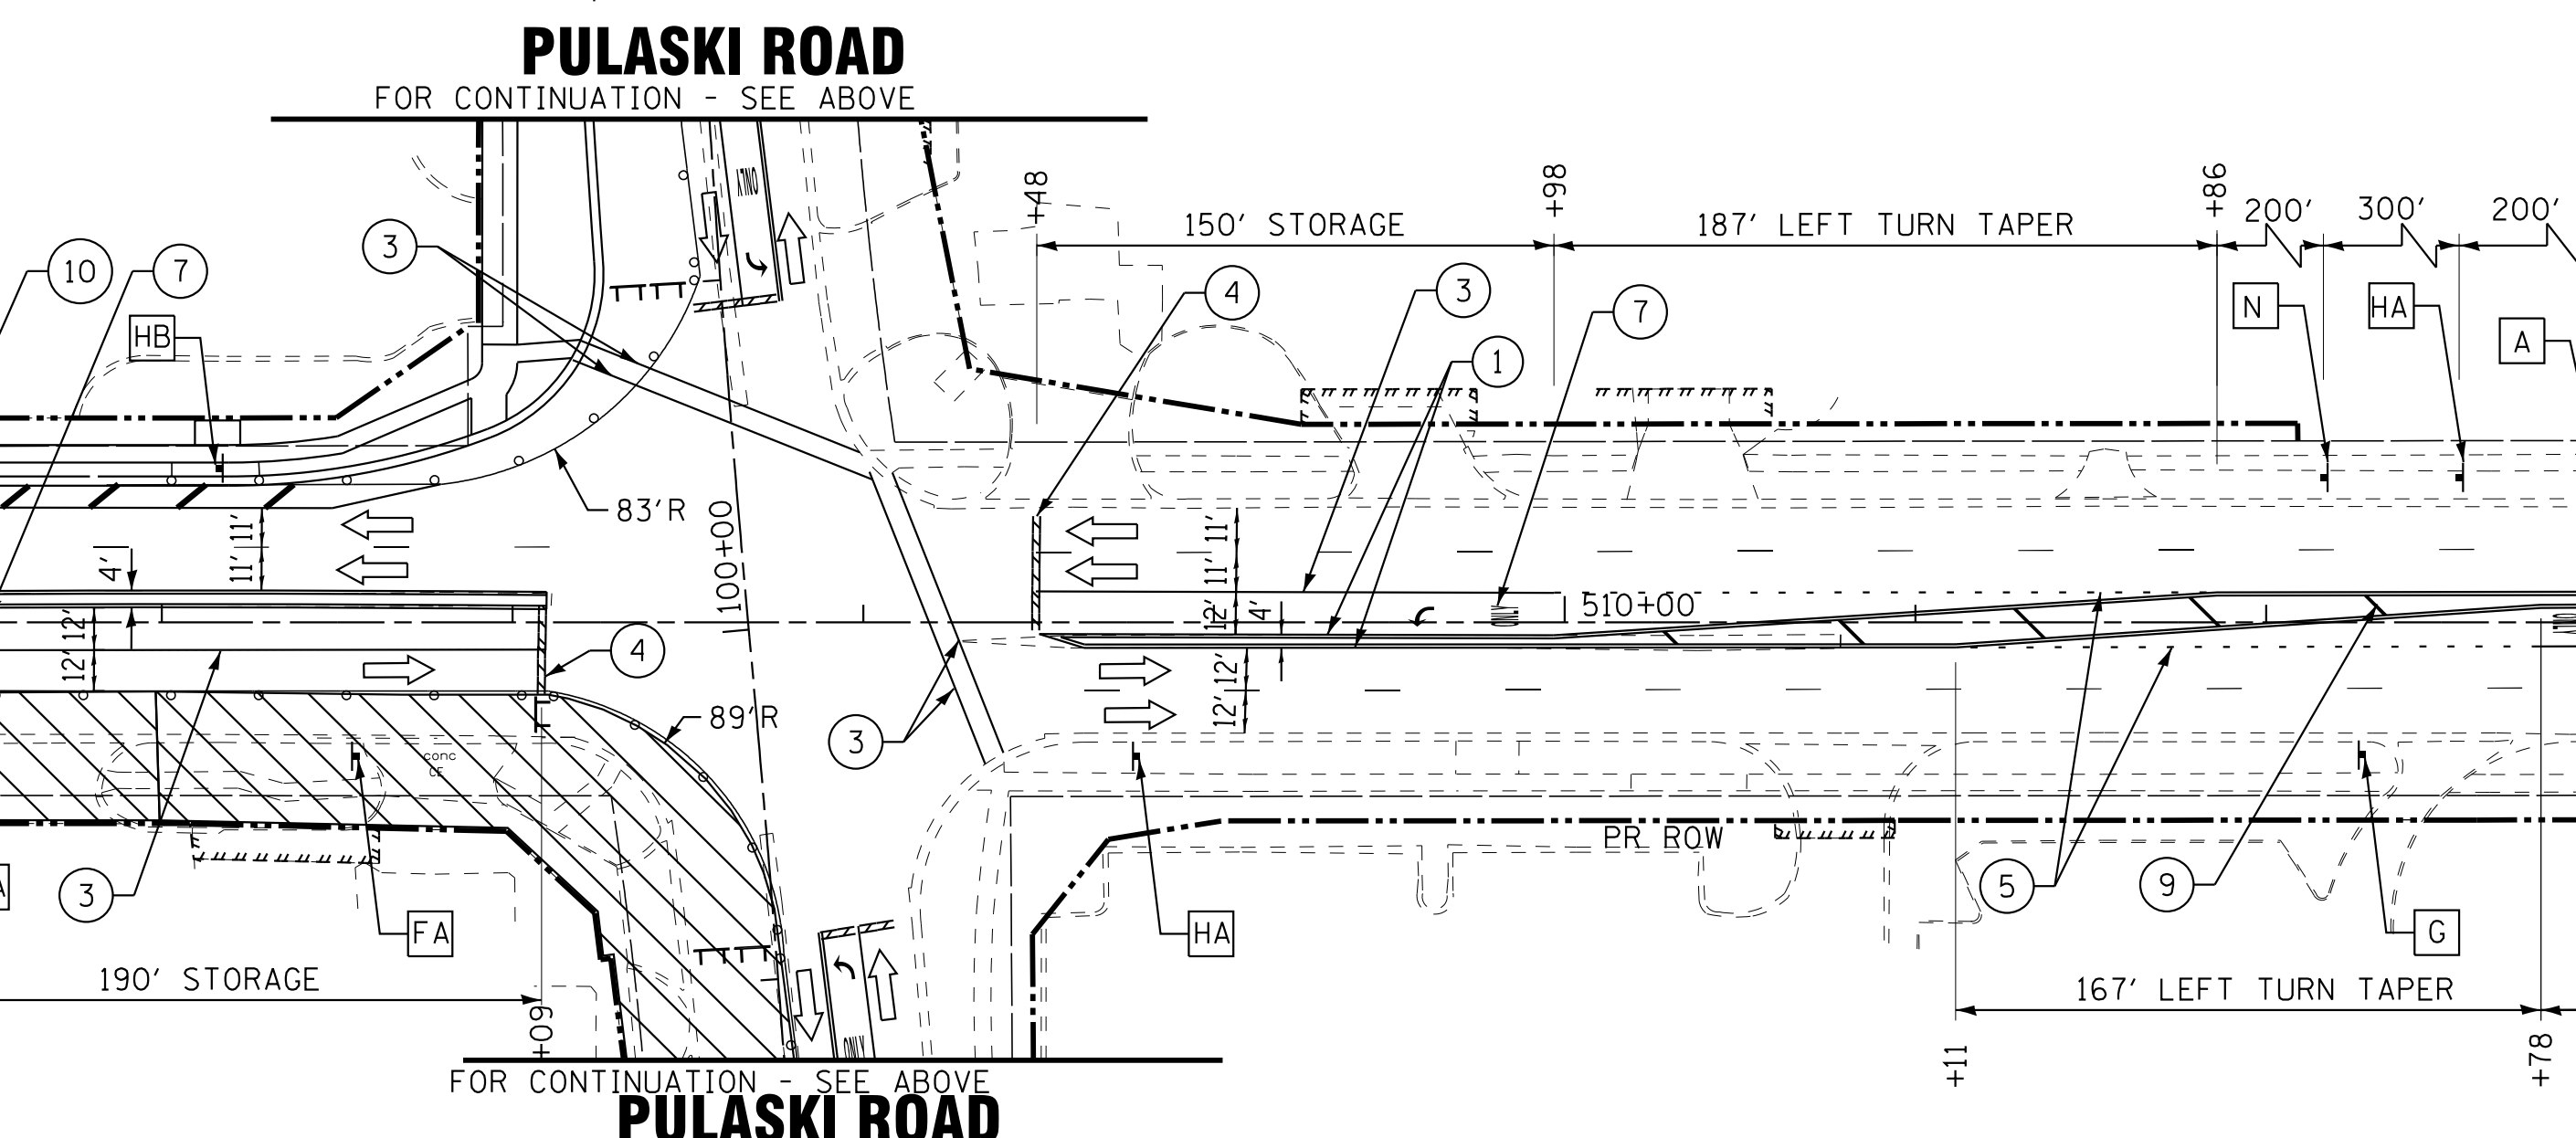 PULASKI ROAD
FOR CONTINUATION - SEE ABOVE
+48
+98
+86
150' STORAGE
187' LEFT TURN TAPER
200'
300'
200'
10
7
3
HB
ONLY
4
3
7
1
N
HA
A
83'R
100+00
11'
11'
4'
12'
12'
11'
11'
12'
4'
510+00
4
12'
12'
89'R
3
conc
CE
PR ROW
3
FA
HA
5
9
G
A
190' STORAGE
+09
ONLY
167' LEFT TURN TAPER
+11
+78
FOR CONTINUATION - SEE ABOVE
PULASKI ROAD